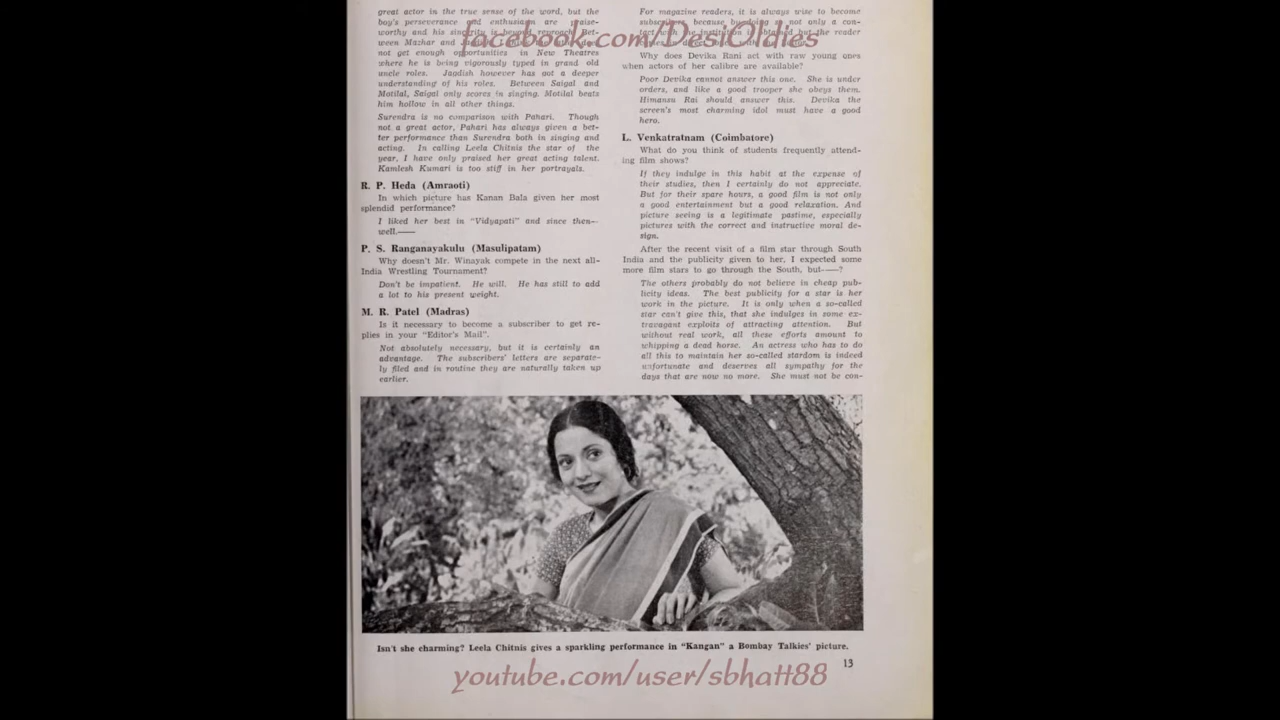 great actor in the true sense of the word, but the
boy's perseverance and enthusiasm are praise-
worthy and his sincerity is beyond reproach. Bet-
ween Mazhar and
not get enough opportunities in New Theatres
where he is being vigorously typed in grand old
uncle roles. Jagdish however has got a deeper
understanding of his roles. Between Saigal and
Motilal, Saigal only scores in singing. Motilal beats
him hollow in all other things.
Surendra is no comparison with Pahari. Though
not a great actor, Pahari has always given a bet-
ter performance than Surendra both in singing and
acting. In calling Leela Chitnis the star of the
year, I have only praised her great acting talent.
Kamlesh Kumari is too stiff in her portrayals.
R. P. Heda (Amraoti)
In which picture has Kanan Bala given her most
splendid performance?
I liked her best in "Vidyapati" and since then—
well.——
P. S. Ranganayakulu (Masulipatam)
Why doesn't Mr. Winayak compete in the next all-
India Wrestling Tournament?
Don't be impatient. He will. He has still to add
a lot to his present weight.
M. R. Patel (Madras)
Is it necessary to become a subscriber to get re-
plies in your "Editor's Mail".
Not absolutely necessary, but it is certainly an
advantage. The subscribers' letters are separate-
ly filed and in routine they are naturally taken up
earlier.
For magazine readers, it is always wise to become
subscribers, because by doing so not only a con-
tact with the institution is obtained but the reader
Why does Devika Rani act with raw young ones
when actors of her calibre are available?
Poor Devika cannot answer this one. She is under
orders, and like a good trooper she obeys them.
Himansu Rai should answer this. Devika the
screen's most charming idol must have a good
hero.
L. Venkatratnam (Coimbatore)
What do you think of students frequently attend-
ing film shows?
If they indulge in this habit at the expense of
their studies, then I certainly do not appreciate.
But for their spare hours, a good film is not only
a good entertainment but a good relaxation. And
picture seeing is a legitimate pastime, especially
pictures with the correct and instructive moral de-
sign.
After the recent visit of a film star through South
India and the publicity given to her, I expected some
more film stars to go through the South, but——?
The others probably do not believe in cheap pub-
licity ideas. The best publicity for a star is her
work in the picture. It is only when a so-called
star can't give this, that she indulges in some ex-
travagant exploits of attracting attention. But
without real work, all these efforts amount to
whipping a dead horse. An actress who has to do
all this to maintain her so-called stardom is indeed
unfortunate and deserves all sympathy for the
days that are now no more. She must not be con-
Isn't she charming? Leela Chitnis gives a sparkling performance in "Kangan" a Bombay Talkies' picture.
13
facebook.com/DesiOldies
youtube.com/user/sbhatt88